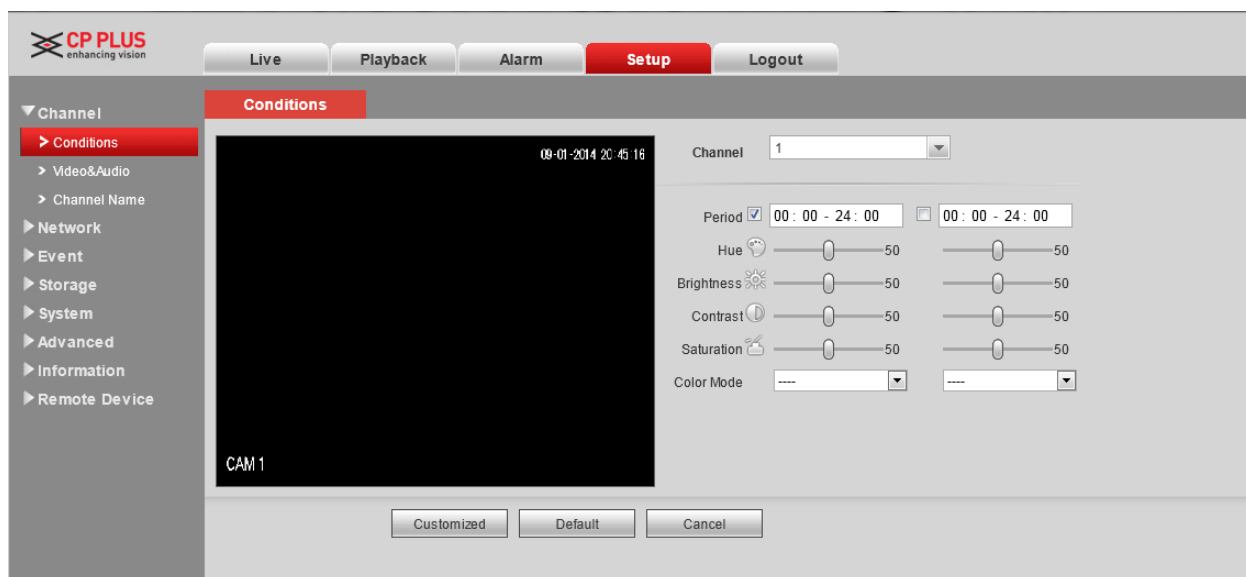 CP PLUS
enhancing vision
Live Playback Alarm Setup Logout
Channel
> Conditions
> Video&Audio
> Channel Name
Network
Event
Storage
System
Advanced
Information
Remote Device
Conditions
09-01-2014 20:45:16
CAM 1
Channel 1
Period 00 : 00 - 24 : 00 00 : 00 - 24 : 00
Hue 50 50
Brightness 50 50
Contrast 50 50
Saturation 50 50
Color Mode ---- ----
Customized Default Cancel